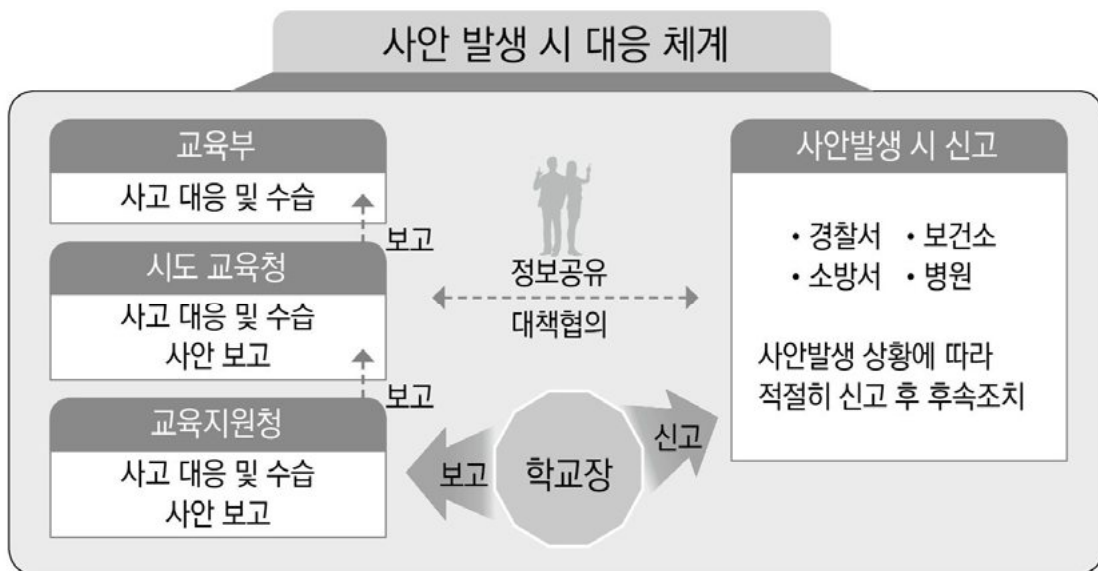 사안 발생 시 대응 체계
교육부
사고 대응 및 수습
보고
시도 교육청
사고 대응 및 수습
사안 보고
보고
교육지원청
사고 대응 및 수습
사안 보고
정보공유
대책협의
보고
학교장
신고
사안발생 시 신고
• 경찰서 • 보건소
• 소방서 • 병원
사안발생 상황에 따라
적절히 신고 후 후속조치